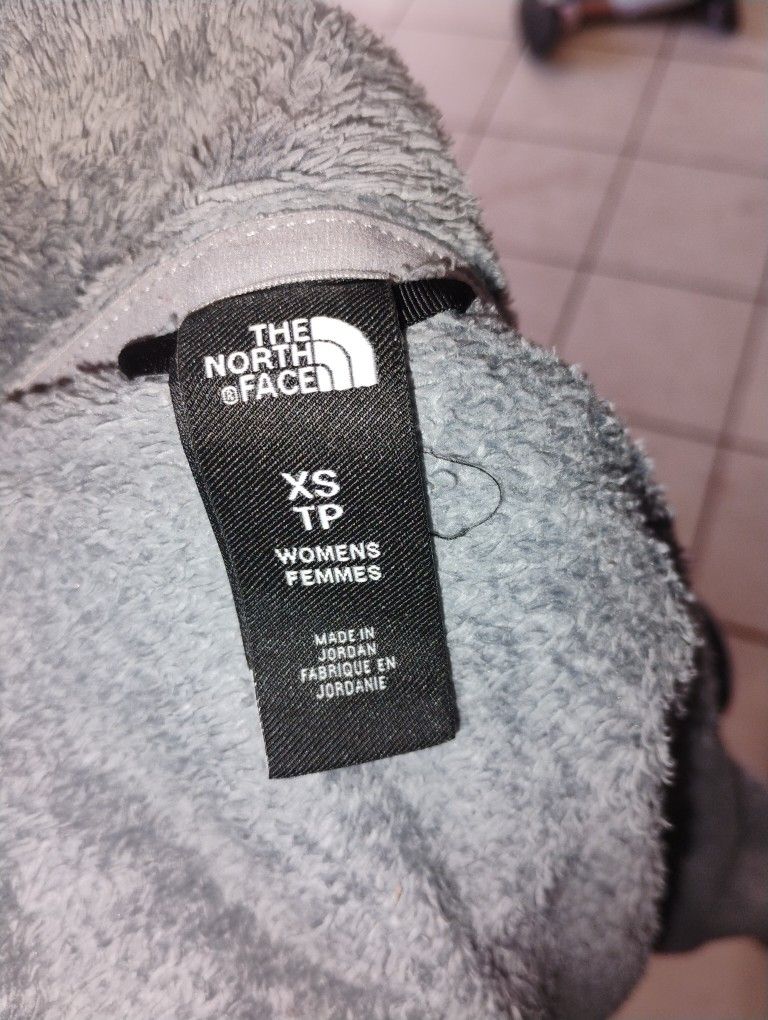 THE
NORTH
®FACE
XS
TP
WOMENS
FEMMES
MADE IN
JORDAN
FABRIQUE EN
JORDANIE